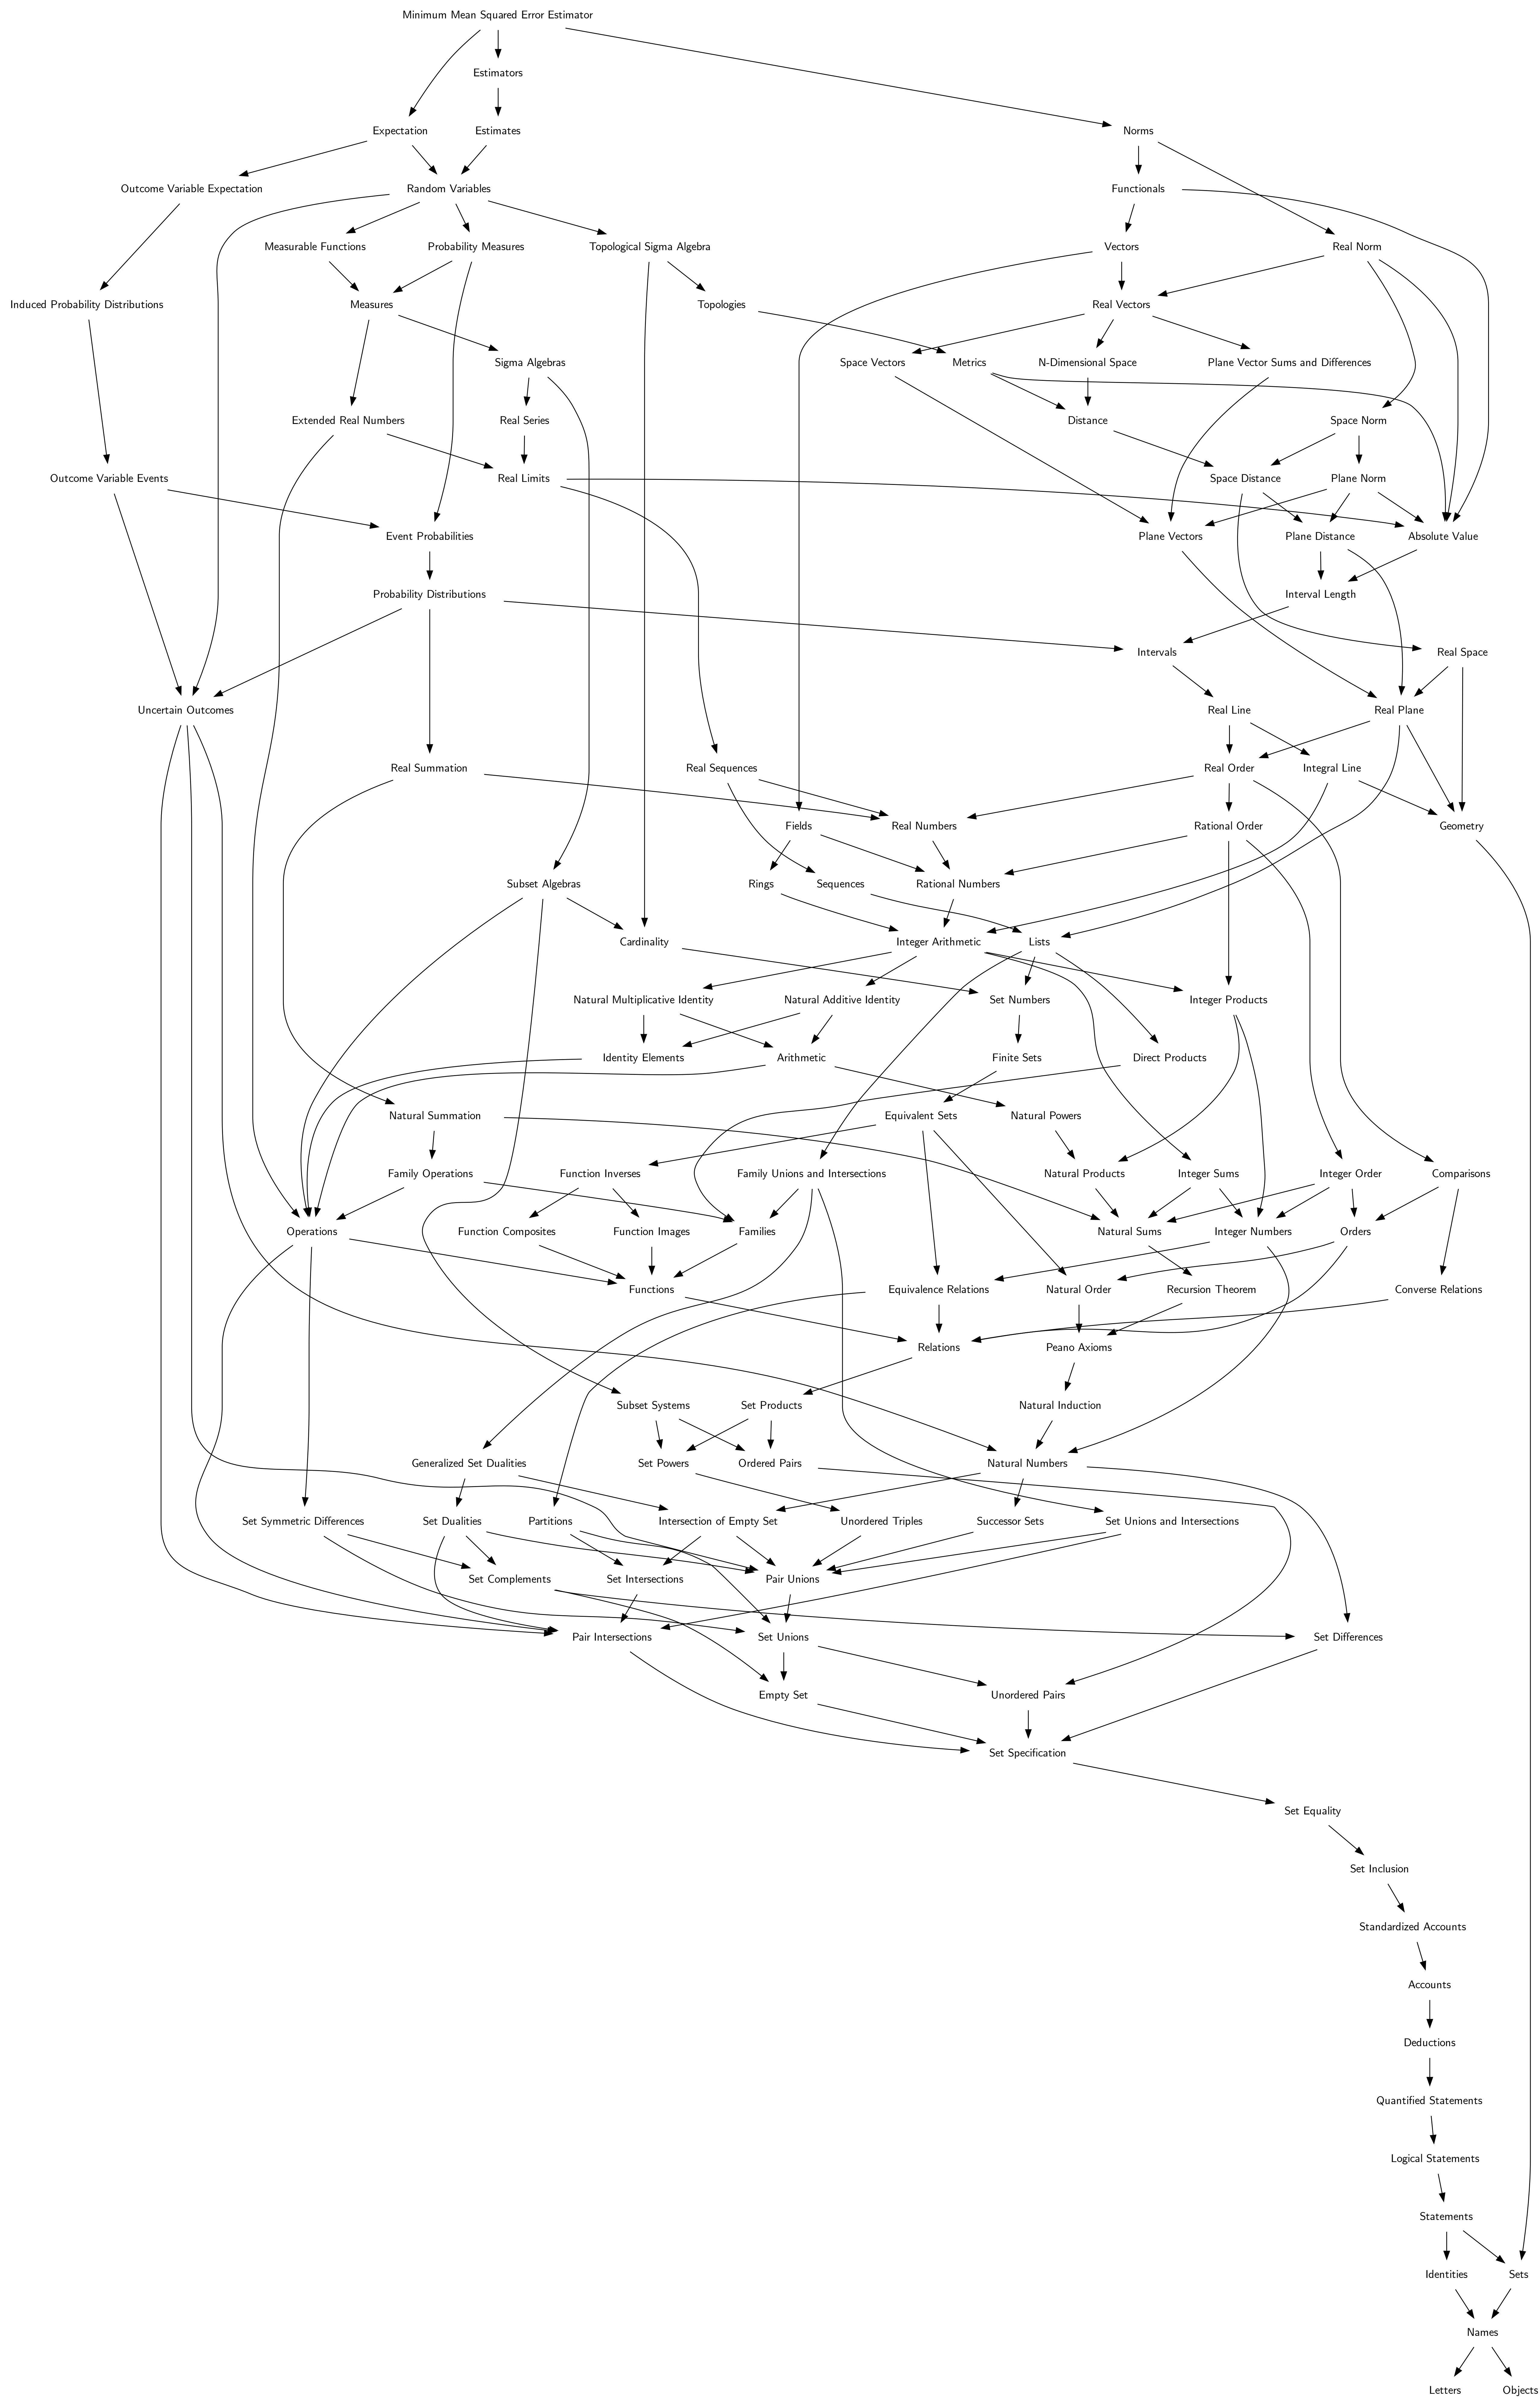 Minimum Mean Squared Error Estimator
Estimators
Expectation
Estimates
Norms
Outcome Variable Expectation
Random Variables
Functionals
Measurable Functions
Probability Measures
Topological Sigma Algebra
Vectors
Real Norm
Induced Probability Distributions
Measures
Topologies
Real Vectors
Sigma Algebras
Space Vectors
Metrics
N-Dimensional Space
Plane Vector Sums and Differences
Extended Real Numbers
Real Series
Distance
Space Norm
Outcome Variable Events
Real Limits
Space Distance
Plane Norm
Event Probabilities
Plane Vectors
Plane Distance
Absolute Value
Probability Distributions
Interval Length
Intervals
Real Space
Uncertain Outcomes
Real Line
Real Plane
Real Summation
Real Sequences
Real Order
Integral Line
Fields
Real Numbers
Rational Order
Geometry
Subset Algebras
Rings
Sequences
Rational Numbers
Cardinality
Integer Arithmetic
Lists
Natural Multiplicative Identity
Natural Additive Identity
Set Numbers
Integer Products
Identity Elements
Arithmetic
Finite Sets
Direct Products
Natural Summation
Equivalent Sets
Natural Powers
Family Operations
Function Inverses
Family Unions and Intersections
Natural Products
Integer Sums
Integer Order
Comparisons
Operations
Function Composites
Function Images
Families
Natural Sums
Integer Numbers
Orders
Functions
Equivalence Relations
Natural Order
Recursion Theorem
Converse Relations
Relations
Peano Axioms
Subset Systems
Set Products
Natural Induction
Generalized Set Dualities
Set Powers
Ordered Pairs
Natural Numbers
Set Symmetric Differences
Set Dualities
Partitions
Intersection of Empty Set
Unordered Triples
Successor Sets
Set Unions and Intersections
Set Complements
Set Intersections
Pair Unions
Pair Intersections
Set Unions
Set Differences
Empty Set
Unordered Pairs
Set Specification
Set Equality
Set Inclusion
Standardized Accounts
Accounts
Deductions
Quantified Statements
Logical Statements
Statements
Identities
Sets
Names
Letters
Objects